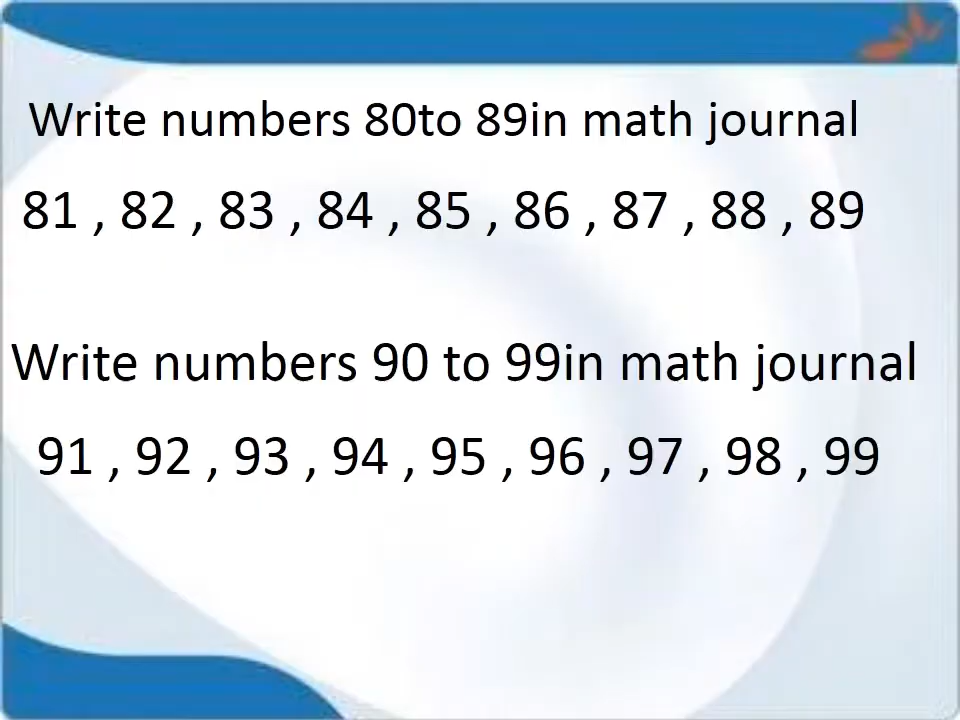 Write numbers 80to 89in math journal
81 , 82 , 83 , 84 , 85 , 86 , 87 , 88 , 89
Write numbers 90 to 99in math journal
91 , 92 , 93 , 94 , 95 , 96 , 97 , 98 , 99